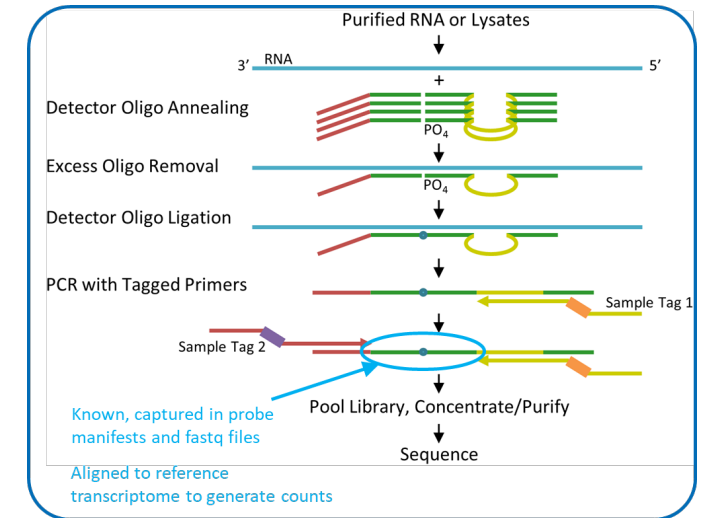 Purified RNA or Lysates
3’ RNA 5’
+
Detector Oligo Annealing
PO4
Excess Oligo Removal
PO4
Detector Oligo Ligation
PCR with Tagged Primers
Sample Tag 1
Sample Tag 2
Pool Library, Concentrate/Purify
Known, captured in probe
manifests and fastq files
Sequence
Aligned to reference
transcriptome to generate counts